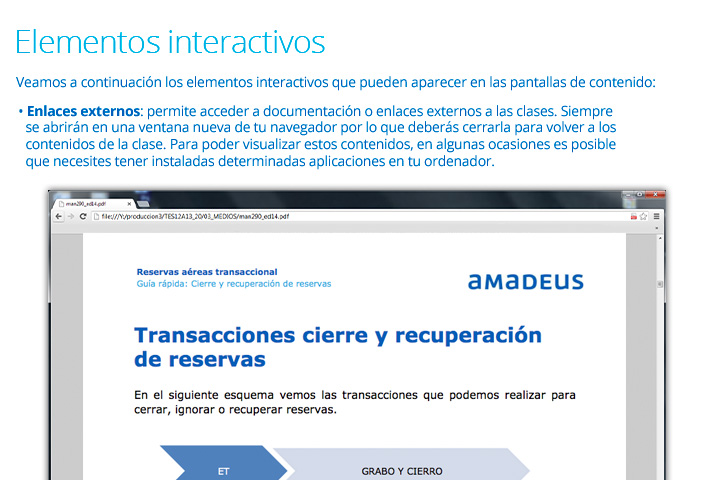 Elementos interactivos
Veamos a continuación los elementos interactivos que pueden aparecer en las pantallas de contenido:
• Enlaces externos: permite acceder a documentación o enlaces externos a las clases. Siempre
se abrirán en una ventana nueva de tu navegador por lo que deberás cerrarla para volver a los
contenidos de la clase. Para poder visualizar estos contenidos, en algunas ocasiones es posible
que necesites tener instaladas determinadas aplicaciones en tu ordenador.
man290_ed14.pdf
file:///Y:/produccion3/TES12A13_20/03_MEDIOS/man290_ed14.pdf
Reservas aéreas transaccional
Guía rápida: Cierre y recuperación de reservas
amadeus
Transacciones cierre y recuperación
de reservas
En el siguiente esquema vemos las transacciones que podemos realizar para
cerrar, ignorar o recuperar reservas.
ET
GRABO Y CIERRO